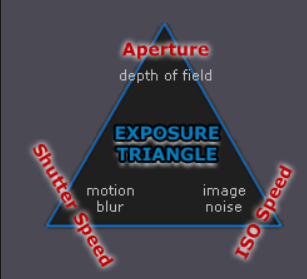 Aperture
depth of field
EXPOSURE
TRIANGLE
Shutter Speed
motion
blur
image
noise
ISO Speed